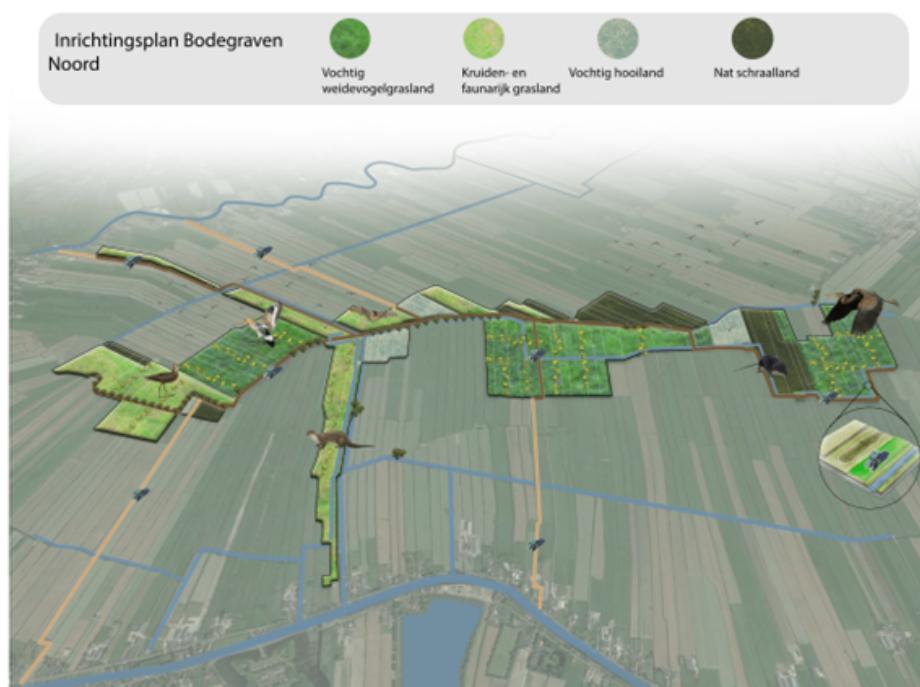 Inrichtingsplan Bodegraven
Noord
Vochtig
weidevogelgrasland
Kruiden- en
faunarijk grasland
Vochtig hooiland
Nat schraalland